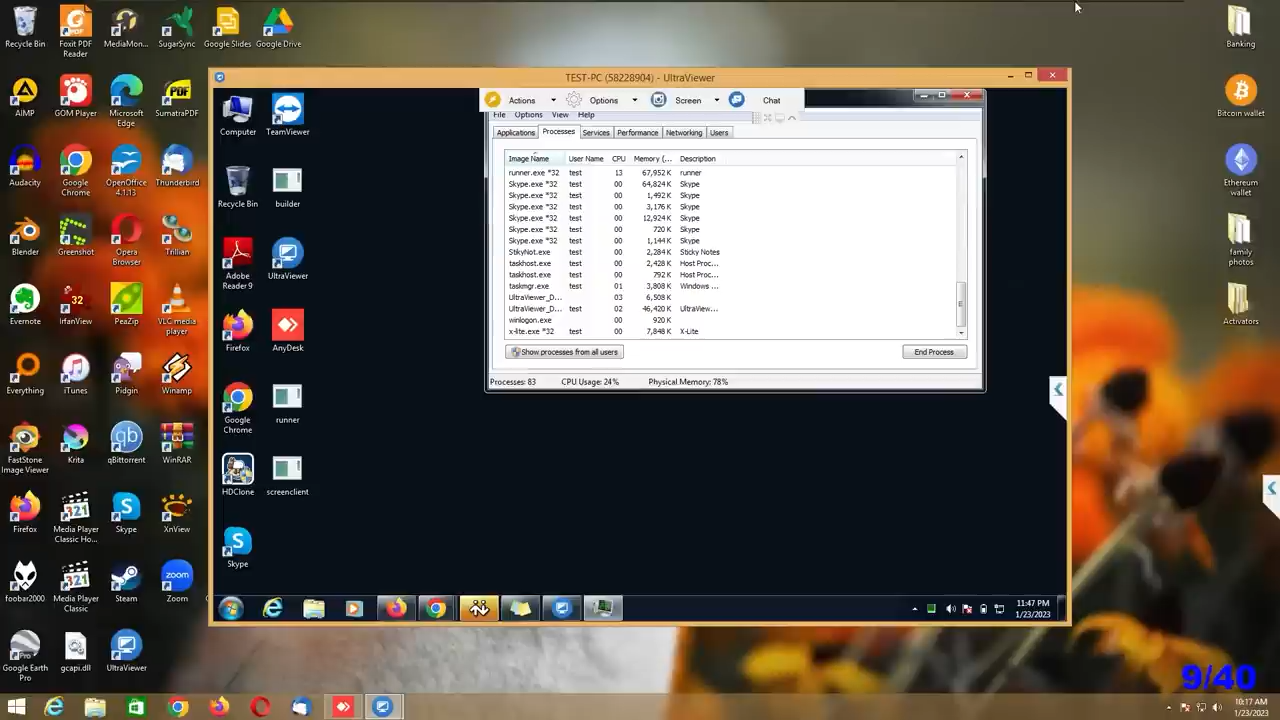 Recycle Bin
Foxit PDF Reader
MediaMon...
SugarSync
Google Slides
Google Drive
Banking
AIMP
GOM Player
Microsoft Edge
SumatraPDF
Bitcoin wallet
Audacity
Google Chrome
OpenOffice 4.1.13
Thunderbird
Ethereum wallet
Blender
Greenshot
Opera Browser
Trillian
family photos
Evernote
IrfanView
PeaZip
VLC media player
Activators
Everything
iTunes
Pidgin
Winamp
FastStone Image Viewer
Krita
qBittorrent
WinRAR
Firefox
Media Player Classic Ho...
Skype
XnView
foobar2000
Media Player Classic
Steam
Zoom
Google Earth Pro
gcapi.dll
UltraViewer
TEST-PC (58228904) - UltraViewer
Actions
Options
Screen
Chat
Computer
TeamViewer
Recycle Bin
builder
Adobe Reader 9
UltraViewer
Firefox
AnyDesk
Google Chrome
runner
HDClone
screenclient
Skype
File Options View Help
Applications Processes Services Performance Networking Users
Image Name User Name CPU Memory (... Description
runner.exe *32 test 13 67,952 K runner
Skype.exe *32 test 00 64,824 K Skype
Skype.exe *32 test 00 1,492 K Skype
Skype.exe *32 test 00 3,176 K Skype
Skype.exe *32 test 00 12,924 K Skype
Skype.exe *32 test 00 720 K Skype
Skype.exe *32 test 00 1,144 K Skype
StikyNot.exe test 00 2,284 K Sticky Notes
taskhost.exe test 00 2,428 K Host Proc...
taskhost.exe test 00 792 K Host Proc...
taskmgr.exe test 01 3,808 K Windows ...
UltraViewer_D... 03 6,508 K
UltraViewer_D... test 02 46,420 K UltraView...
winlogon.exe 00 920 K
x-lite.exe *32 test 00 7,848 K X-Lite
Show processes from all users
End Process
Processes: 83 CPU Usage: 24% Physical Memory: 78%
11:47 PM
1/23/2023
9/40
10:17 AM
1/23/2023